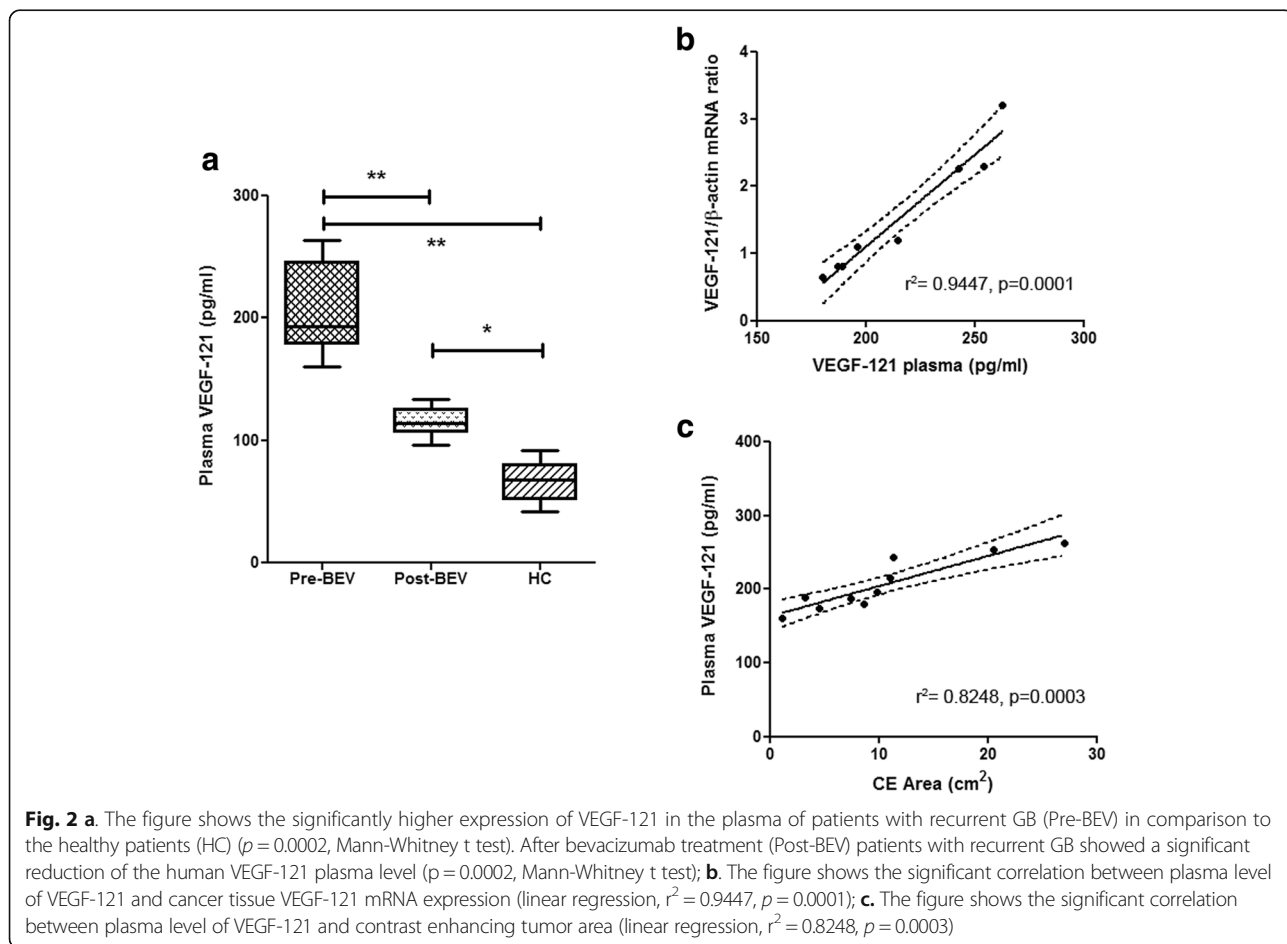 a
**
**
*
300
200
100
0
Plasma VEGF-121 (pg/ml)
Pre-BEV Post-BEV HC
b
4
3
2
1
0
VEGF-121/β-actin mRNA ratio
r²= 0.9447, p=0.0001
150 200 250 300
VEGF-121 plasma (pg/ml)
c
400
300
200
100
0
Plasma VEGF-121 (pg/ml)
r²= 0.8248, p=0.0003
0 10 20 30
CE Area (cm²)
Fig. 2 a. The figure shows the significantly higher expression of VEGF-121 in the plasma of patients with recurrent GB (Pre-BEV) in comparison to
the healthy patients (HC) (p = 0.0002, Mann-Whitney t test). After bevacizumab treatment (Post-BEV) patients with recurrent GB showed a significant
reduction of the human VEGF-121 plasma level (p = 0.0002, Mann-Whitney t test); b. The figure shows the significant correlation between plasma level
of VEGF-121 and cancer tissue VEGF-121 mRNA expression (linear regression, r² = 0.9447, p = 0.0001); c. The figure shows the significant correlation
between plasma level of VEGF-121 and contrast enhancing tumor area (linear regression, r² = 0.8248, p = 0.0003)